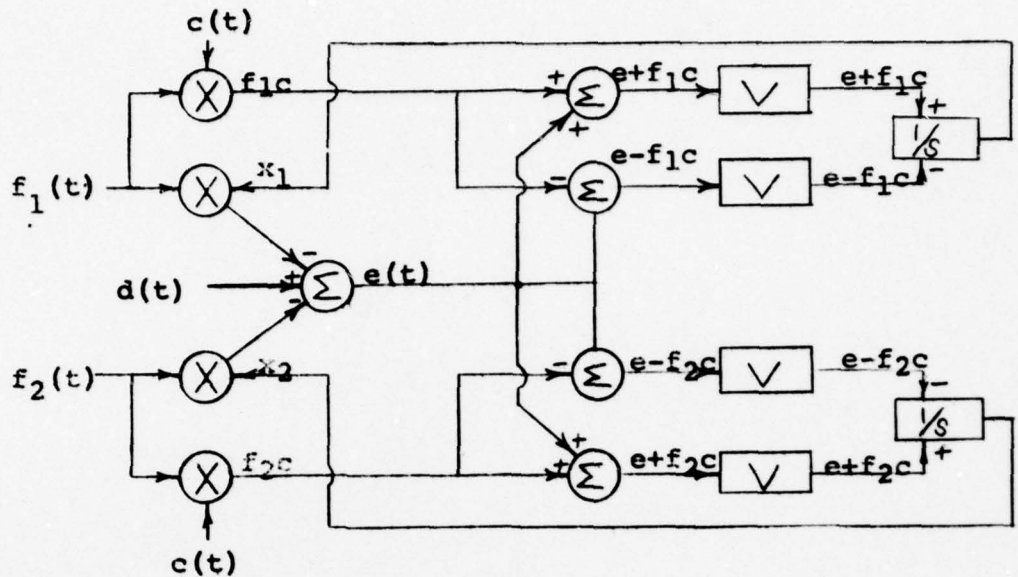 c(t)
f1c
+
e+f1c
V
e+f1c
+
Σ
X
+
1/S
e-f1c
e-f1c
x1
-
Σ
V
-
f1(t)
X
-
d(t)
+
Σ
e(t)
-
f2(t)
X
x2
-
Σ
e-f2c
V
e-f2c
-
1/S
f2c
+
+
Σ
e+f2c
V
e+f2c
+
X
c(t)